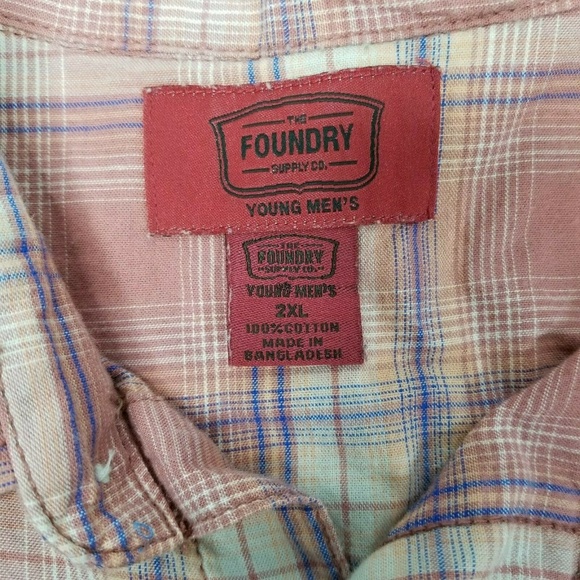 THE
FOUNDRY
SUPPLY CO.
YOUNG MEN'S
THE
FOUNDRY
SUPPLY CO.
YOUNG MEN'S
2XL
100% COTTON
MADE IN
BANGLADESH